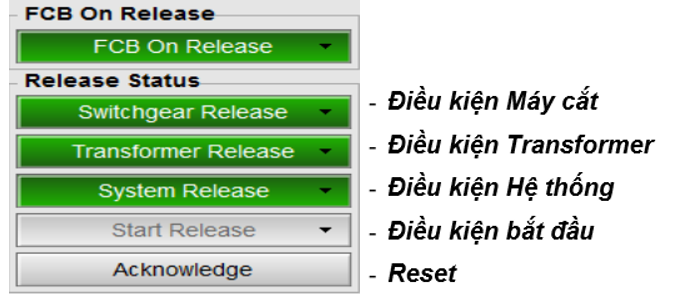 FCB On Release
FCB On Release
Release Status
Switchgear Release - Điều kiện Máy cắt
Transformer Release - Điều kiện Transformer
System Release - Điều kiện Hệ thống
Start Release - Điều kiện bắt đầu
Acknowledge - Reset